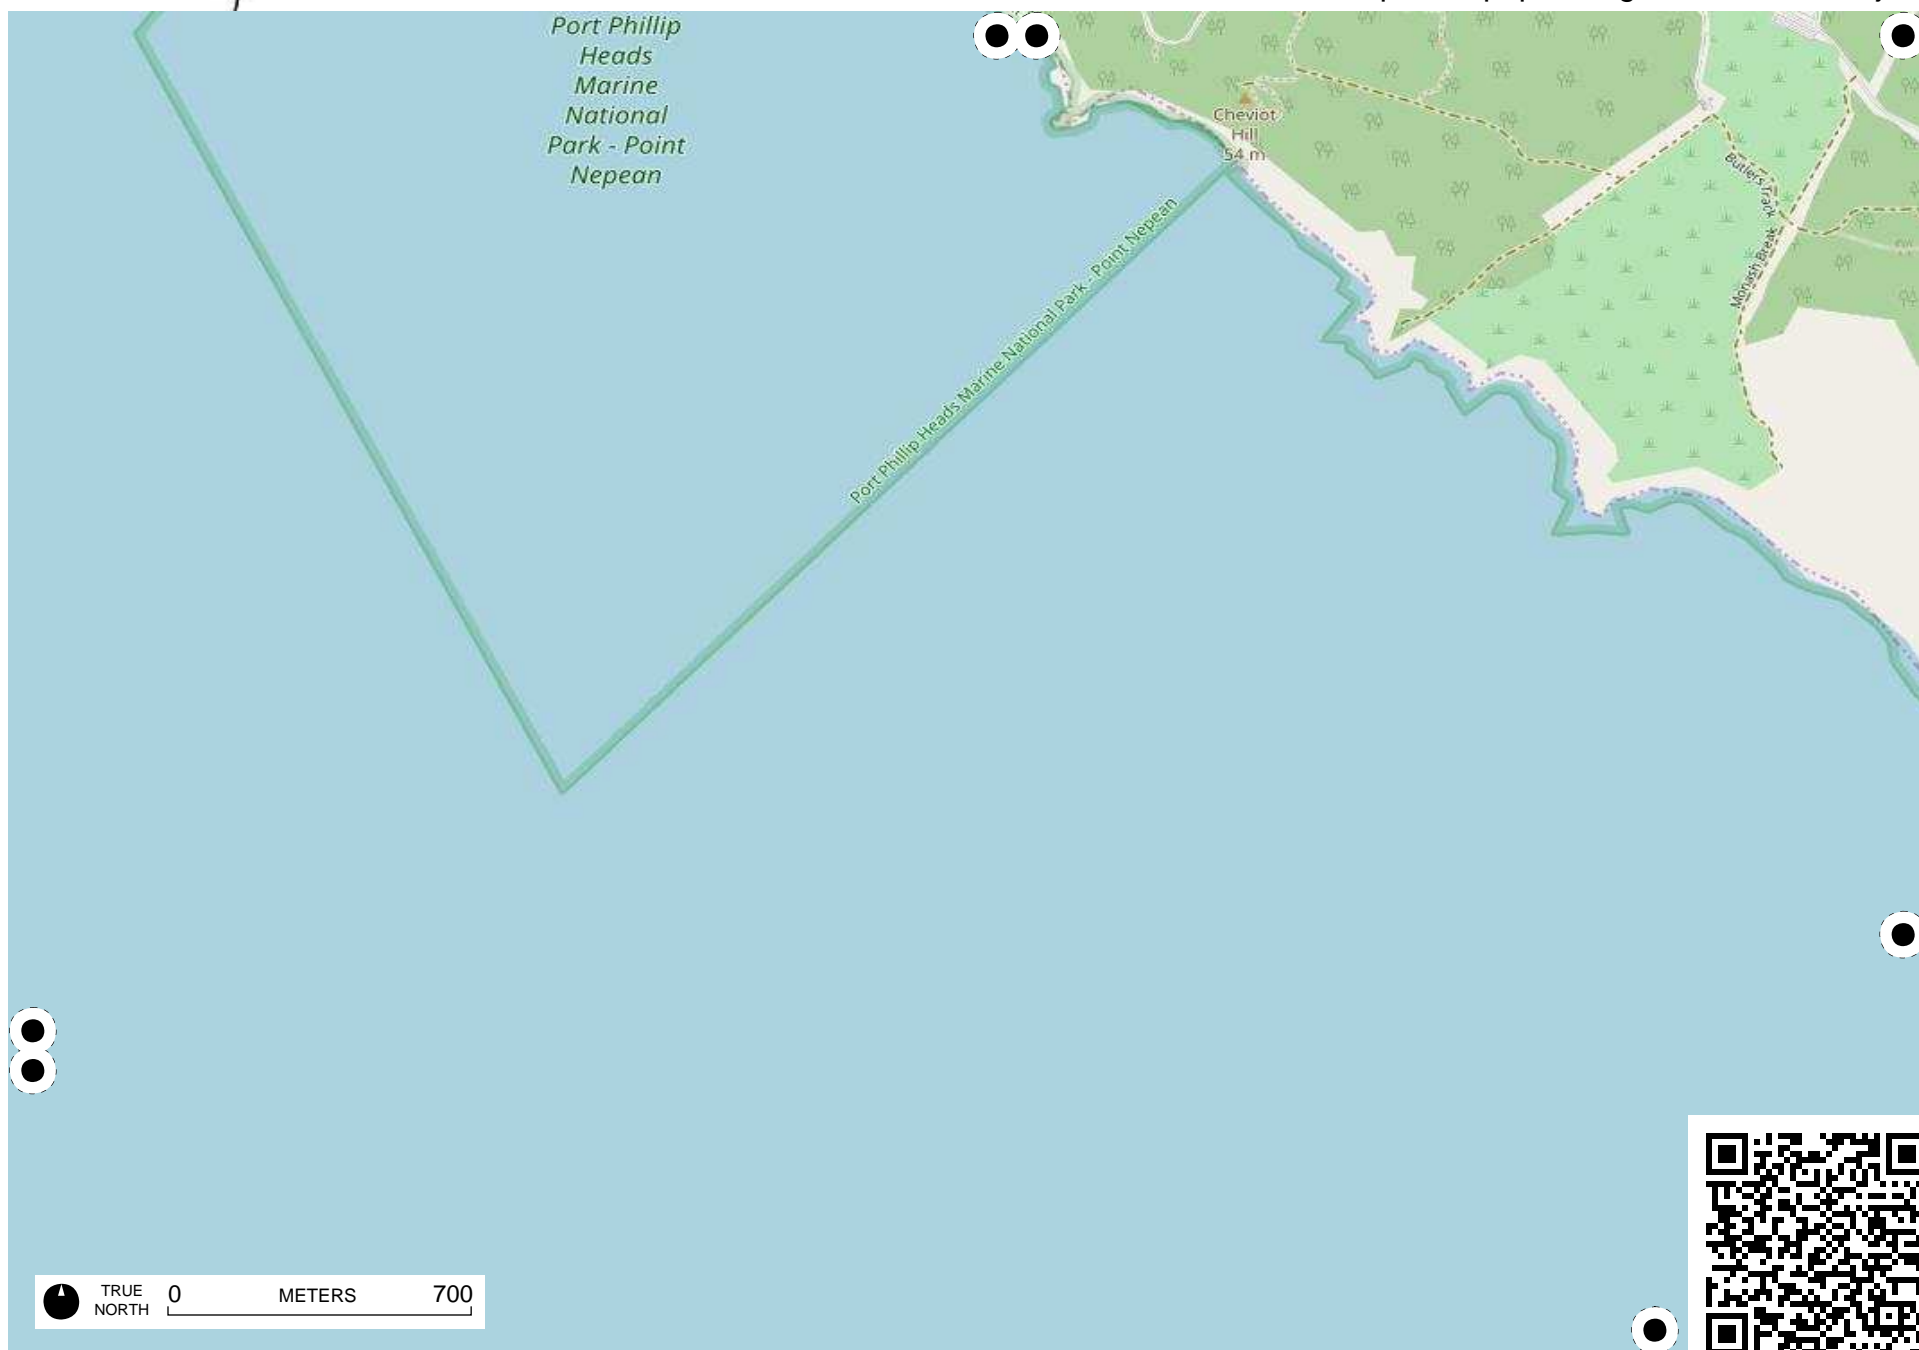 Port Phillip
Heads
Marine
National
Park - Point
Nepean
Cheviot
Hill
54 m
Butlers Track
Monash Break
Port Phillip Heads Marine National Park - Point Nepean
TRUE
NORTH
0
METERS
700